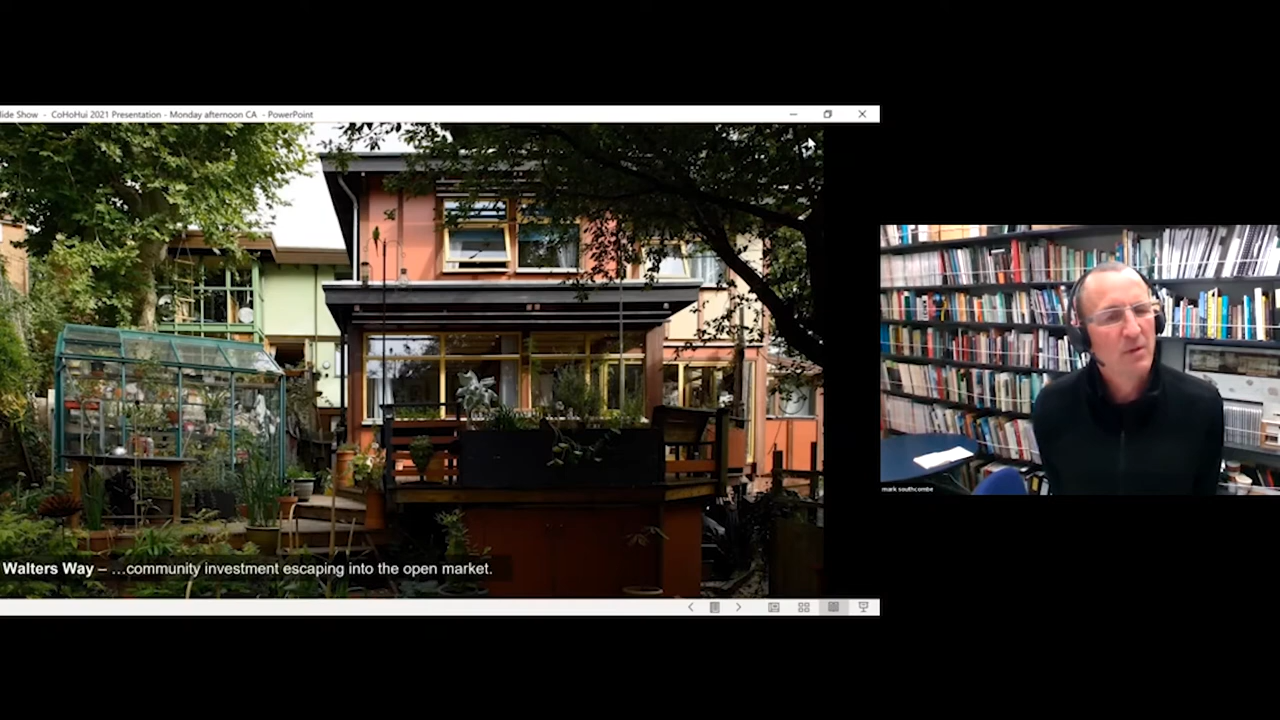 lide Show - CoHoHui 2021 Presentation - Monday afternoon CA - PowerPoint
Walters Way – …community investment escaping into the open market.
mark southcombe